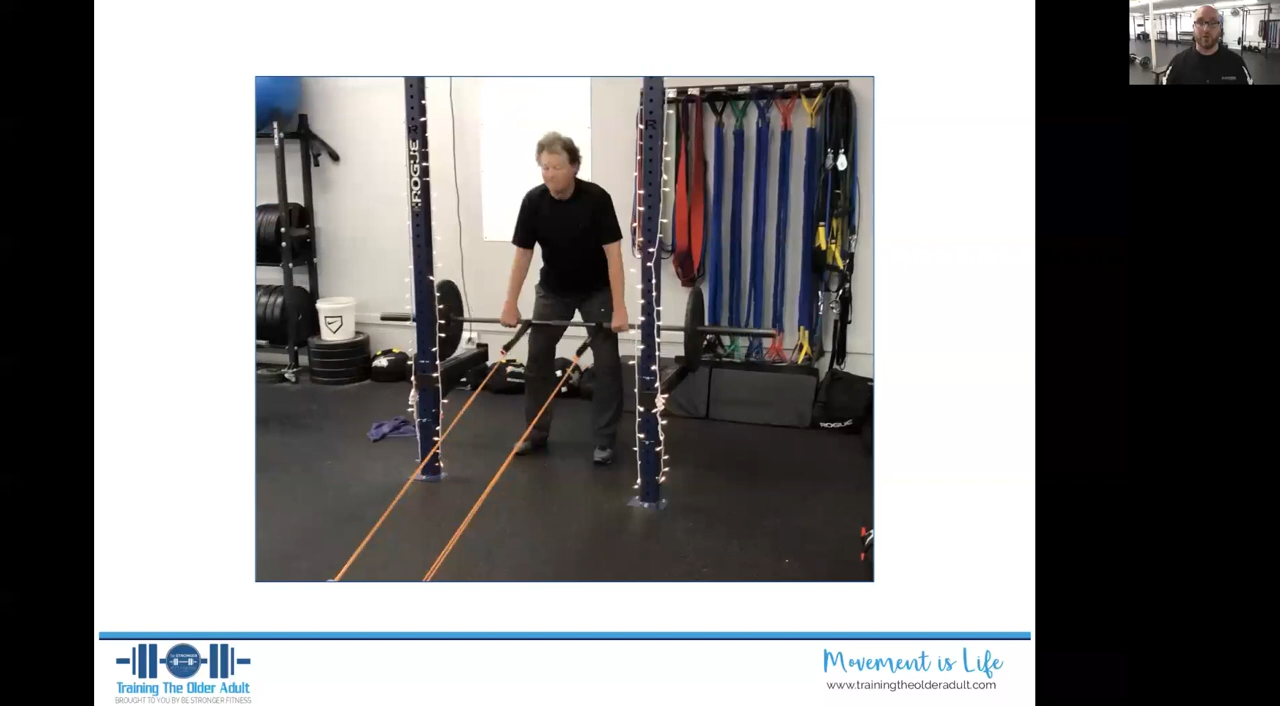 ROGUE
ROGUE
Training The Older Adult
BROUGHT TO YOU BY BE STRONGER FITNESS
Movement is Life
www.trainingtheolderadult.com